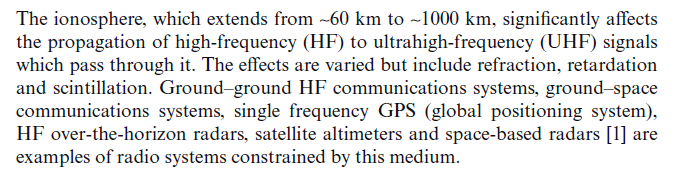 The ionosphere, which extends from ~60 km to ~1000 km, significantly affects
the propagation of high-frequency (HF) to ultrahigh-frequency (UHF) signals
which pass through it. The effects are varied but include refraction, retardation
and scintillation. Ground–ground HF communications systems, ground–space
communications systems, single frequency GPS (global positioning system),
HF over-the-horizon radars, satellite altimeters and space-based radars [1] are
examples of radio systems constrained by this medium.